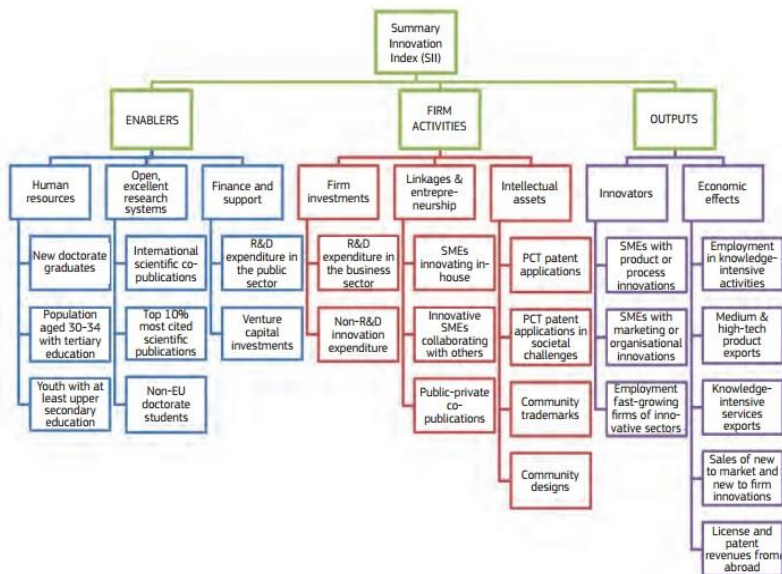 Summary
Innovation
Index (SII)
ENABLERS
FIRM
ACTIVITIES
OUTPUTS
Human
resources
Open,
excellent
research
systems
Finance and
support
Firm
investments
Linkages &
entrepre-
neurship
Intellectual
assets
Innovators
Economic
effects
New doctorate
graduates
International
scientific co-
publications
R&D
expenditure in
the public
sector
R&D
expenditure in
the business
sector
SMEs
innovating in-
house
PCT patent
applications
SMEs with
product or
process
innovations
Employment
in knowledge-
intensive
activities
Population
aged 30-34
with tertiary
education
Top 10%
most cited
scientific
publications
Venture
capital
investments
Non-R&D
innovation
expenditure
Innovative
SMEs
collaborating
with others
PCT patent
applications in
societal
challenges
SMEs with
marketing or
organisational
innovations
Medium &
high-tech
product
exports
Youth with at
least upper
secondary
education
Non-EU
doctorate
students
Public-private
co-
publications
Community
trademarks
Employment
fast-growing
firms of inno-
vative sectors
Knowledge-
intensive
services
exports
Community
designs
Sales of new
to market and
new to firm
innovations
License and
patent
revenues from
abroad